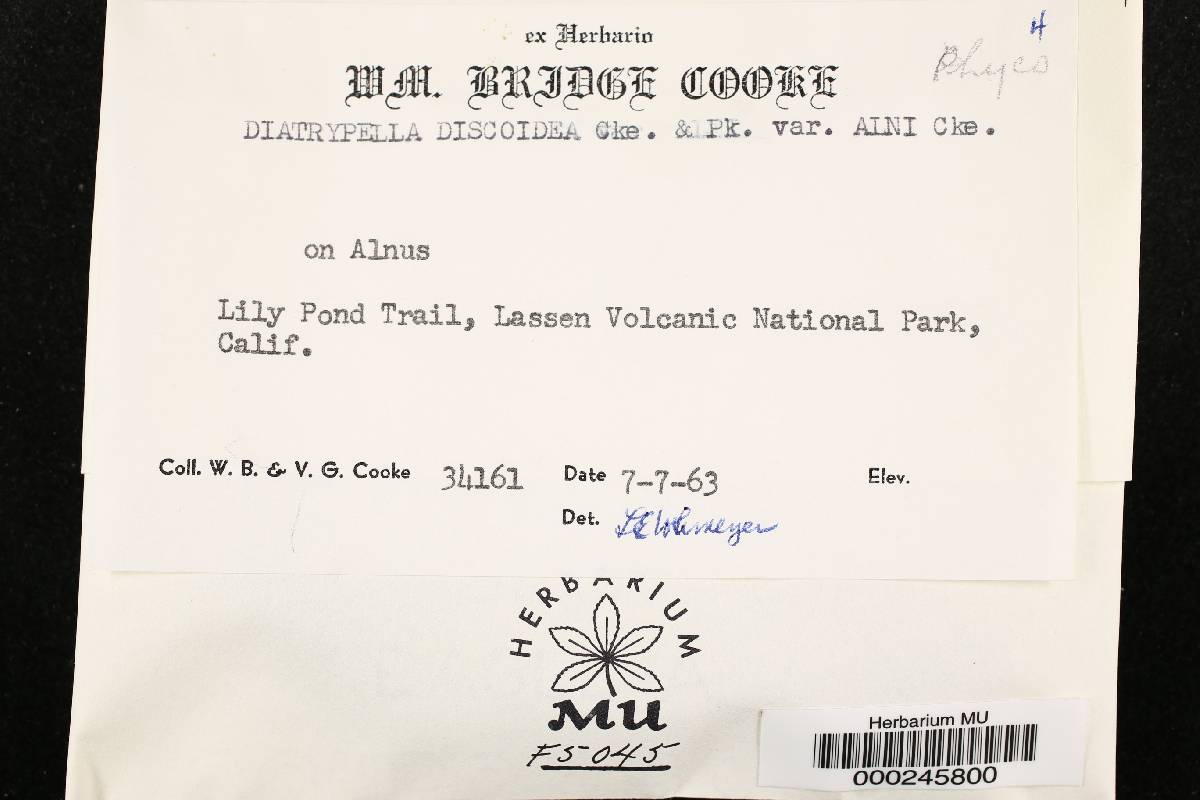 4
Phyco
ex Herbario
WM. BRIDGE COOKE
DIATRYPELLA DISCOIDEA Cke. & Pk. var. ALNI Cke.
on Alnus
Lily Pond Trail, Lassen Volcanic National Park,
Calif.
Coll. W. B. & V. G. Cooke 34161 Date 7-7-63 Elev.
Det. LEWehmeyer
HERBARIUM
MU
F5-045
Herbarium MU
000245800